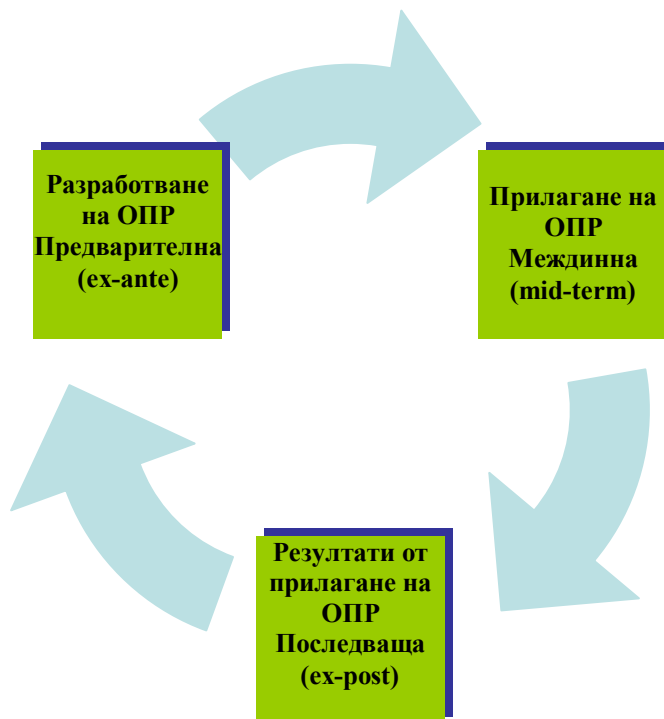 Разработване
на ОПР
Предварителна
(ex-ante)
Прилагане на
ОПР
Междинна
(mid-term)
Резултати от
прилагане на
ОПР
Последваща
(ex-post)